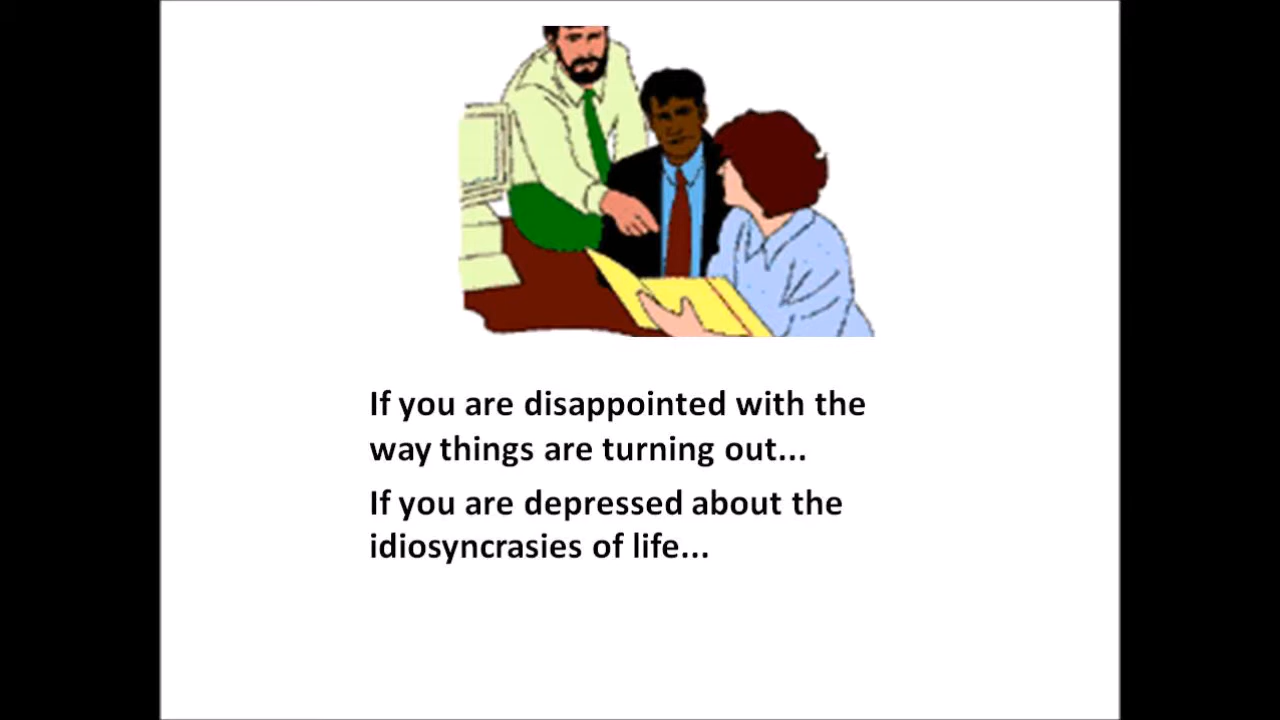 If you are disappointed with the
way things are turning out...
If you are depressed about the
idiosyncrasies of life...